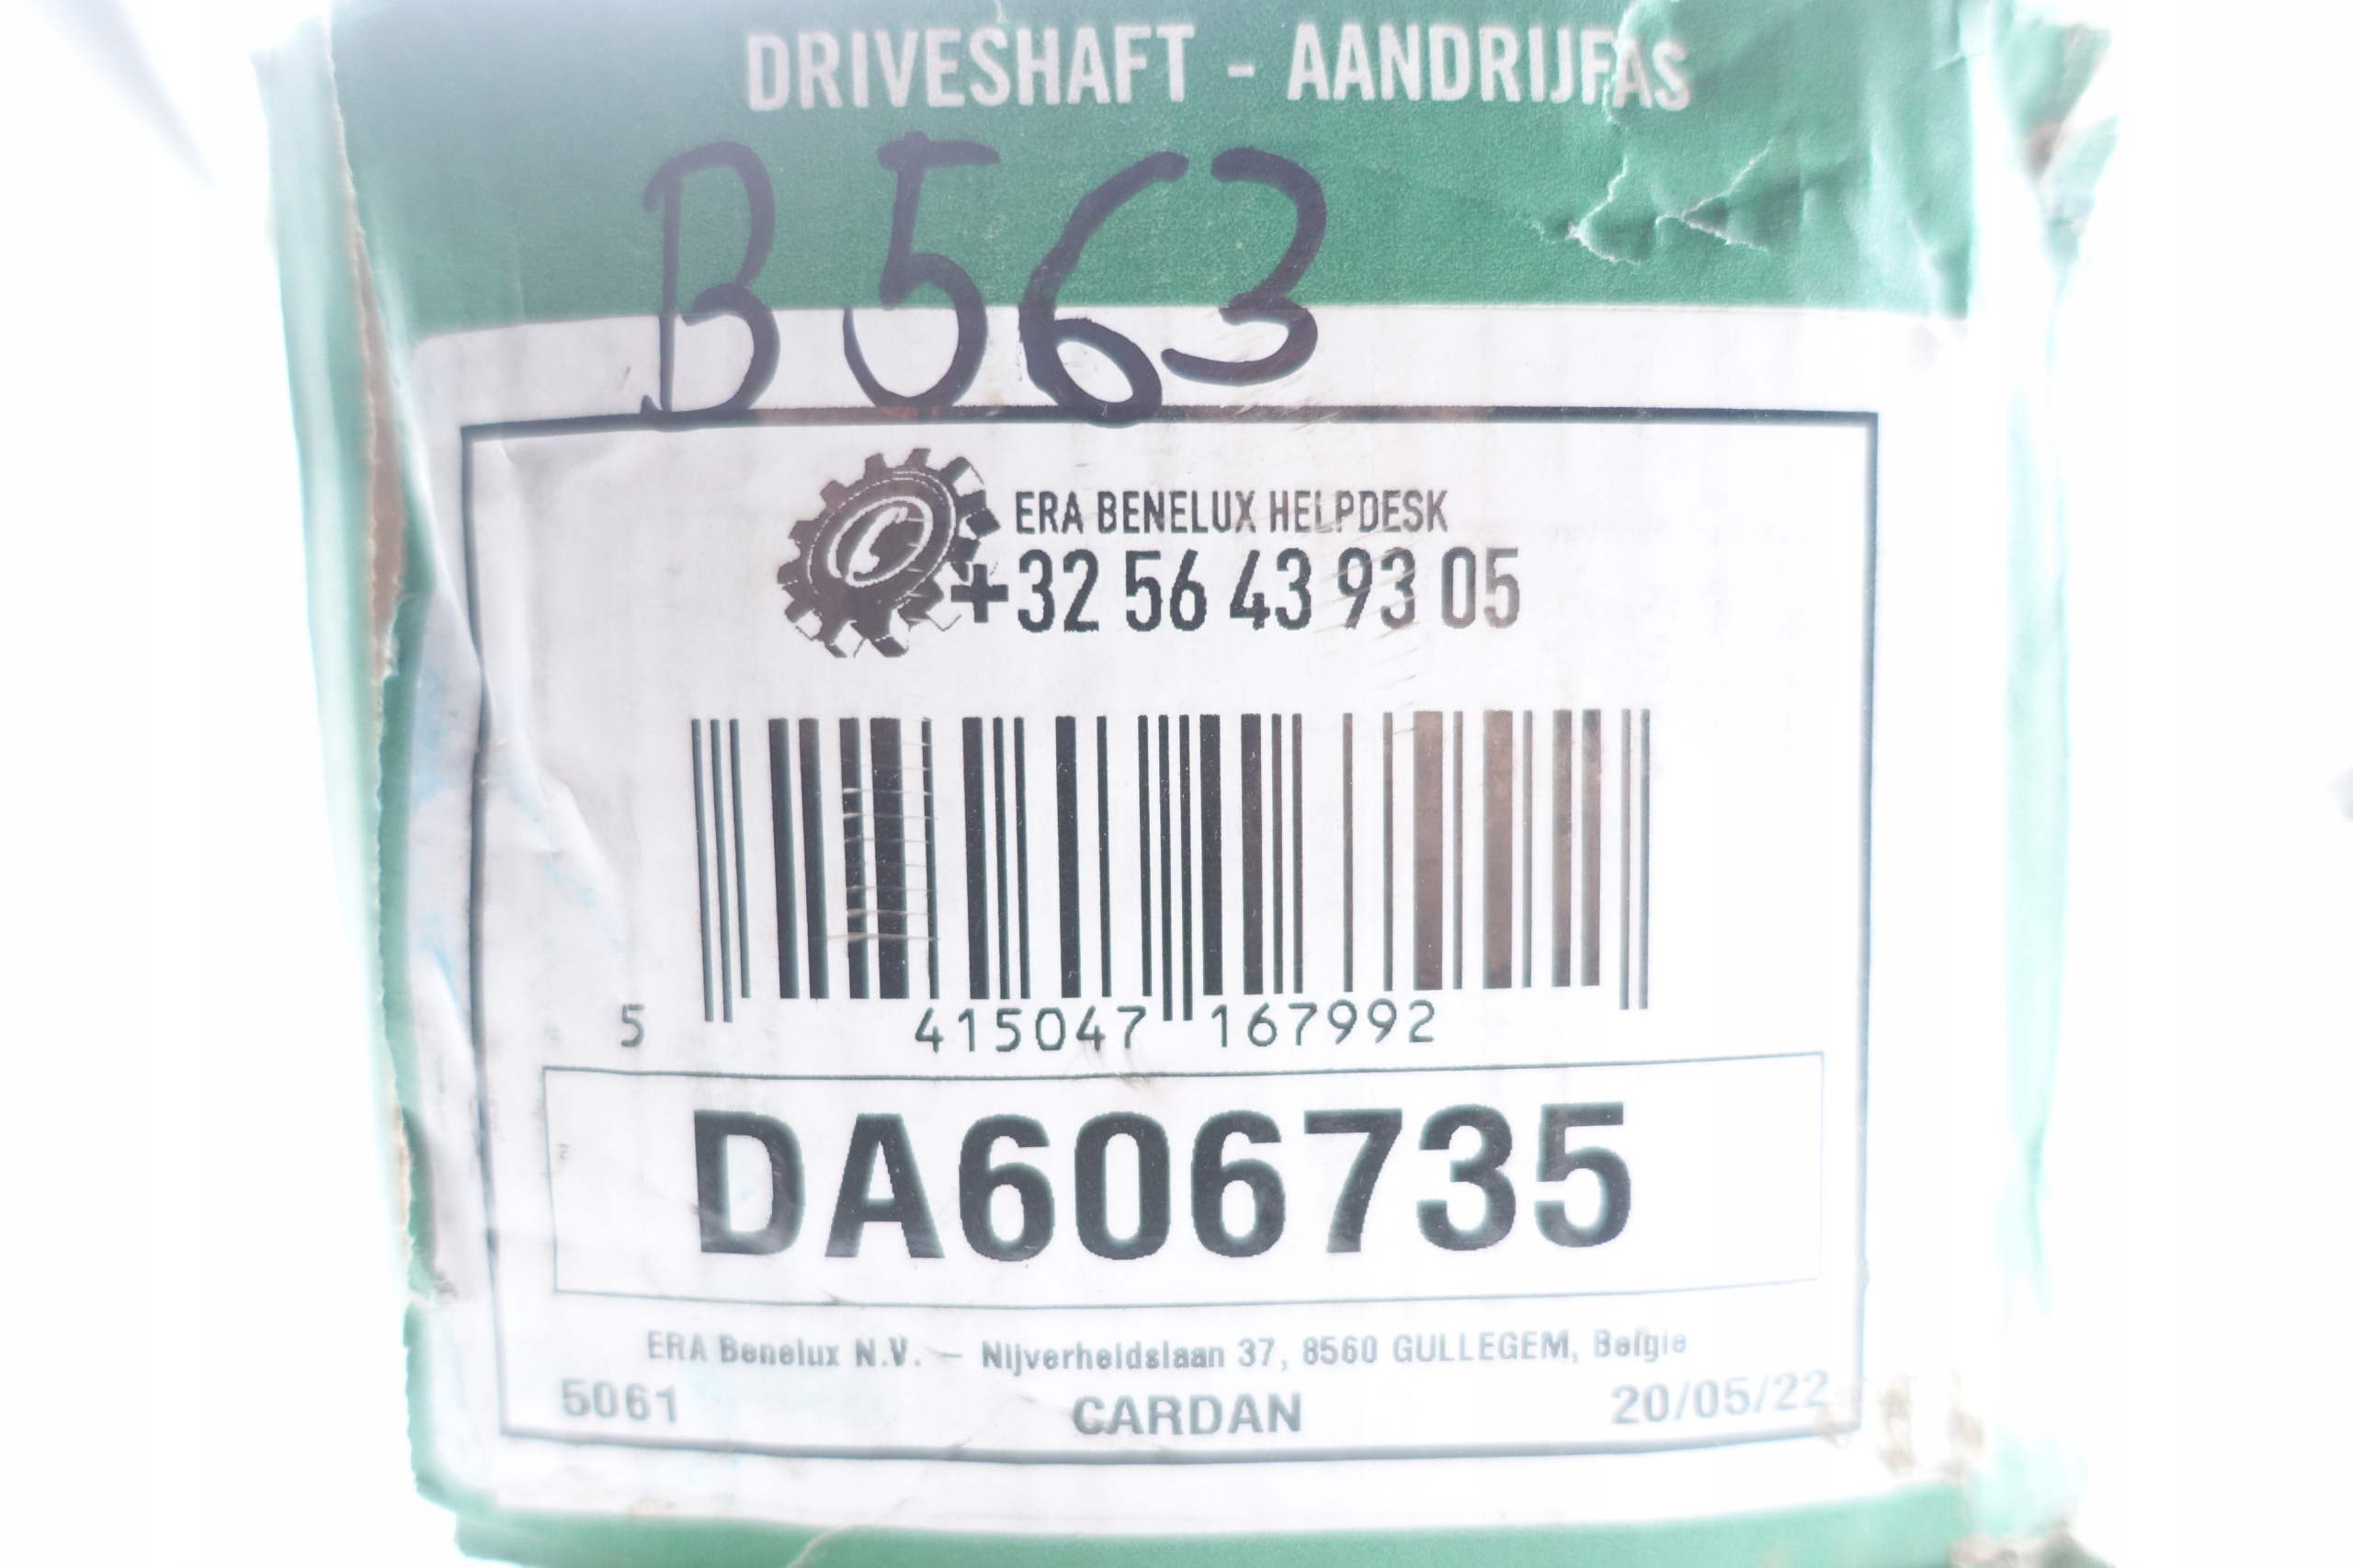 DRIVESHAFT - AANDRIJFAS
B563
ERA BENELUX HELPDESK
+32 56 43 93 05
5 415047 167992
DA606735
ERA Benelux N.V. – Nijverheidslaan 37, 8560 GULLEGEM, Belgie
5061 CARDAN 20/05/22